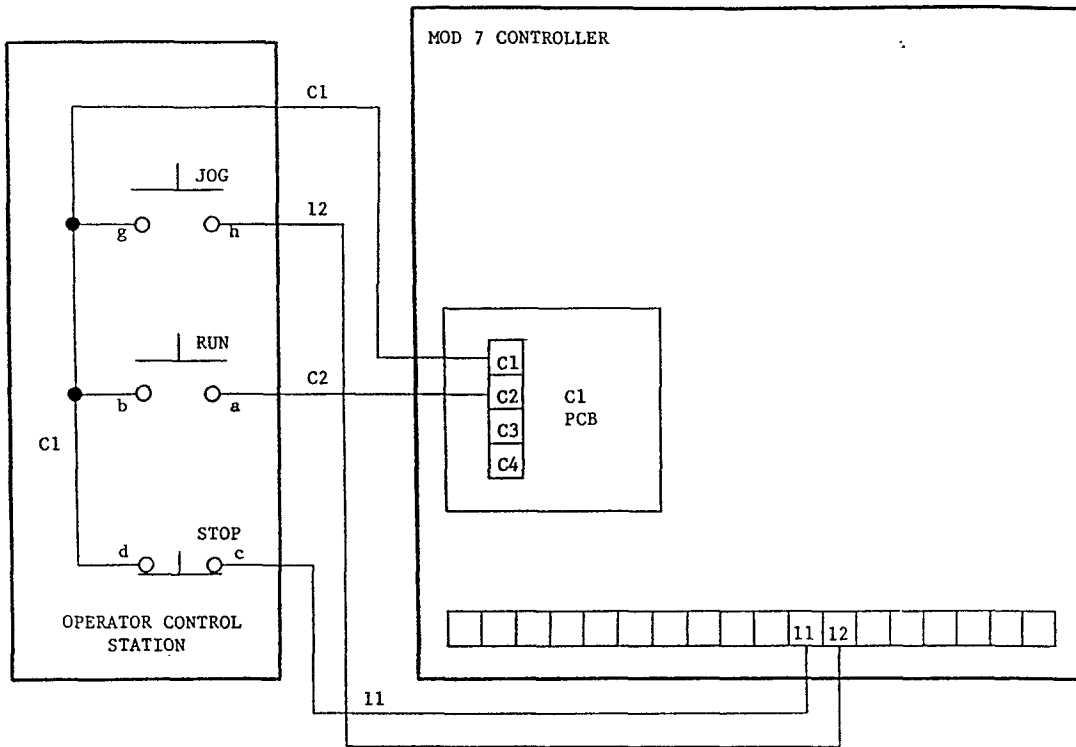 MOD 7 CONTROLLER
C1
JOG
g
h
12
RUN
b
a
C2
C1
STOP
d
c
OPERATOR CONTROL
STATION
C1
C2
C3
C4
C1
PCB
11
12
11